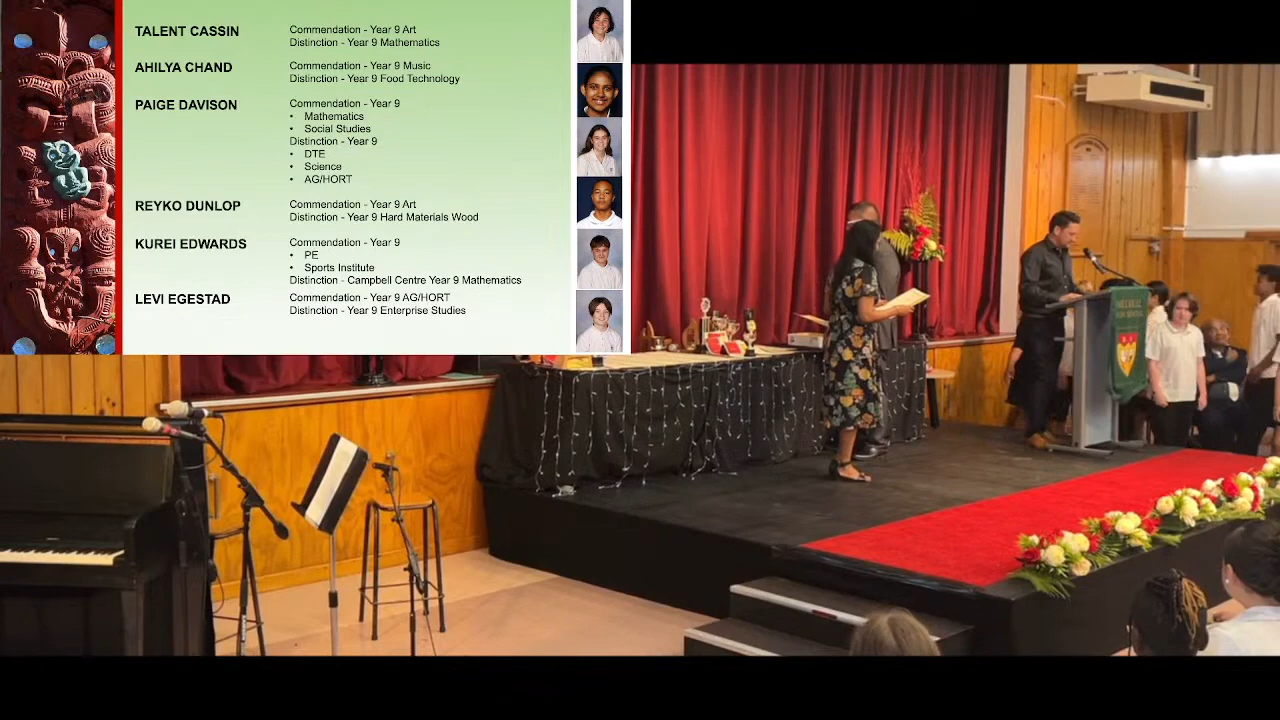 TALENT CASSIN
Commendation - Year 9 Art
Distinction - Year 9 Mathematics
AHILYA CHAND
Commendation - Year 9 Music
Distinction - Year 9 Food Technology
PAIGE DAVISON
Commendation - Year 9
• Mathematics
• Social Studies
Distinction - Year 9
• DTE
• Science
• AG/HORT
REYKO DUNLOP
Commendation - Year 9 Art
Distinction - Year 9 Hard Materials Wood
KUREI EDWARDS
Commendation - Year 9
• PE
• Sports Institute
Distinction - Campbell Centre Year 9 Mathematics
LEVI EGESTAD
Commendation - Year 9 AG/HORT
Distinction - Year 9 Enterprise Studies